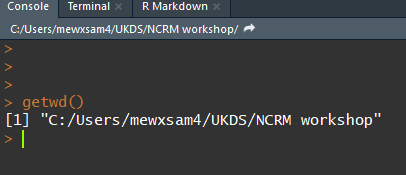 Console Terminal × R Markdown ×
C:/Users/mewxsam4/UKDS/NCRM workshop/
>
>
>
> getwd()
[1] "C:/Users/mewxsam4/UKDS/NCRM workshop"
>